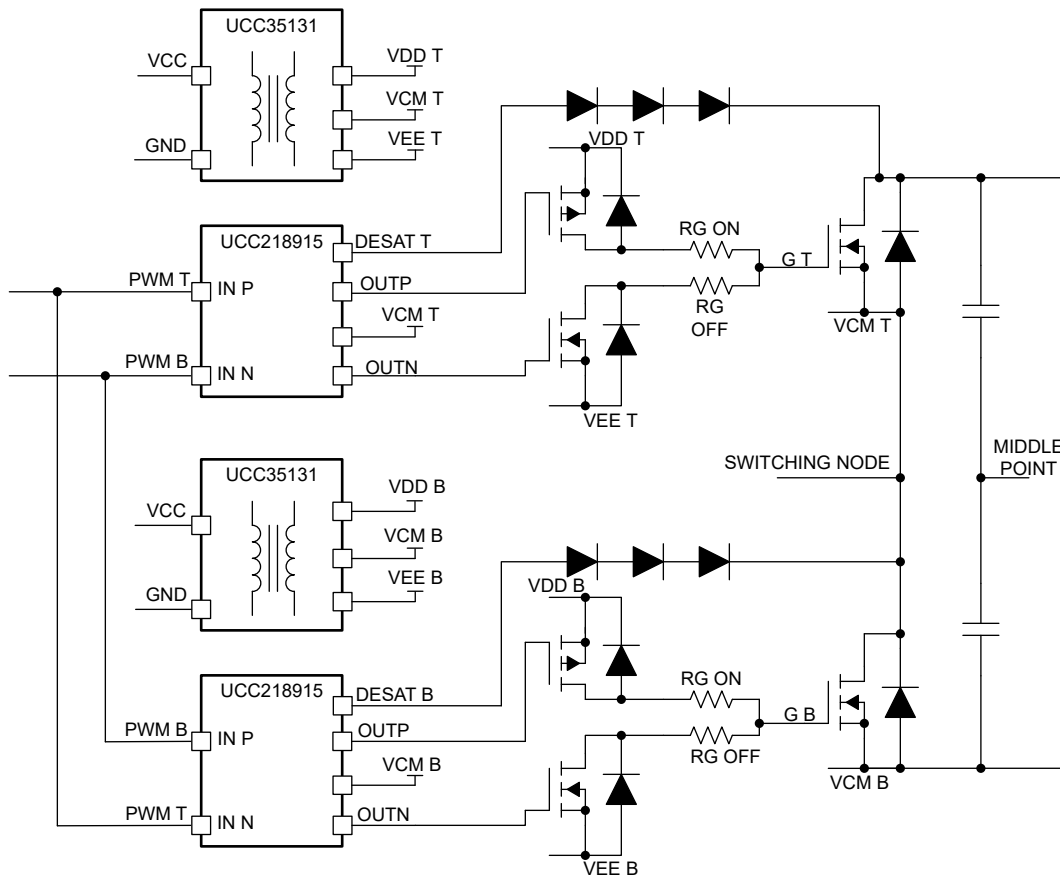 UCC35131
VCC
GND
VDD T
VCM T
VEE T
UCC218915
PWM T
IN P
PWM B
IN N
DESAT T
OUTP
VCM T
OUTN
VDD T
RG ON
RG
OFF
G T
VCM T
VEE T
SWITCHING NODE
MIDDLE
POINT
UCC35131
VCC
GND
VDD B
VCM B
VEE B
UCC218915
PWM B
IN P
PWM T
IN N
DESAT B
OUTP
VCM B
OUTN
VDD B
RG ON
RG OFF
G B
VCM B
VEE B